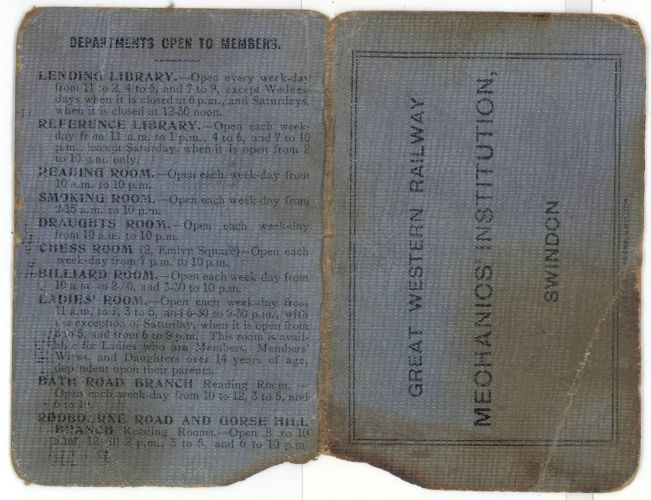 DEPARTMENTS OPEN TO MEMBERS.
LENDING LIBRARY.—Open every week-day
from 11 to 2, 4 to 6, and 7 to 9, except Wednes-
days when it is closed at 6 p.m., and Saturdays,
when it is closed at 12-30 noon.
REFERENCE LIBRARY.—Open each week-
day from 11 a.m. to 1 p.m., 4 to 6, and 7 to 10
p.m., except Saturday, when it is open from 2
to 10 p.m. only.
READING ROOM.—Open each week-day from
10 a.m. to 10 p.m.
SMOKING ROOM.—Open each week-day from
a.m. to 10 p.m.
DRAUGHTS ROOM.—Open each week-day
from 10 a.m. to 10 p.m.
CHESS ROOM (2, Emlyn Square)—Open each
week-day from 7 p.m. to 10 p.m.
BILLIARD ROOM.—Open each week-day from
10 a.m. to 2-30, and 3-30 to 10 p.m.
LADIES' ROOM.—Open each week-day from
11 a.m. to 1, 3 to 5, and 6-30 to 9-30 p.m., with
the exception of Saturday, when it is open from
to 5, and from 6 to 9 p.m. This room is avail-
able for Ladies who are Members, Members'
Wives, and Daughters over 14 years of age,
dependent upon their parents.
BATH ROAD BRANCH Reading Room.—
Open each week-day from 10 to 12, 3 to 5, and
6 to 10.
RODBOURNE ROAD AND GORSE HILL
BRANCH Reading Rooms.—Open 8 to 10
a.m., 12 till 2 p.m., 3 to 5, and 6 to 10 p.m.
GREAT WESTERN RAILWAY
MECHANICS' INSTITUTION,
SWINDON